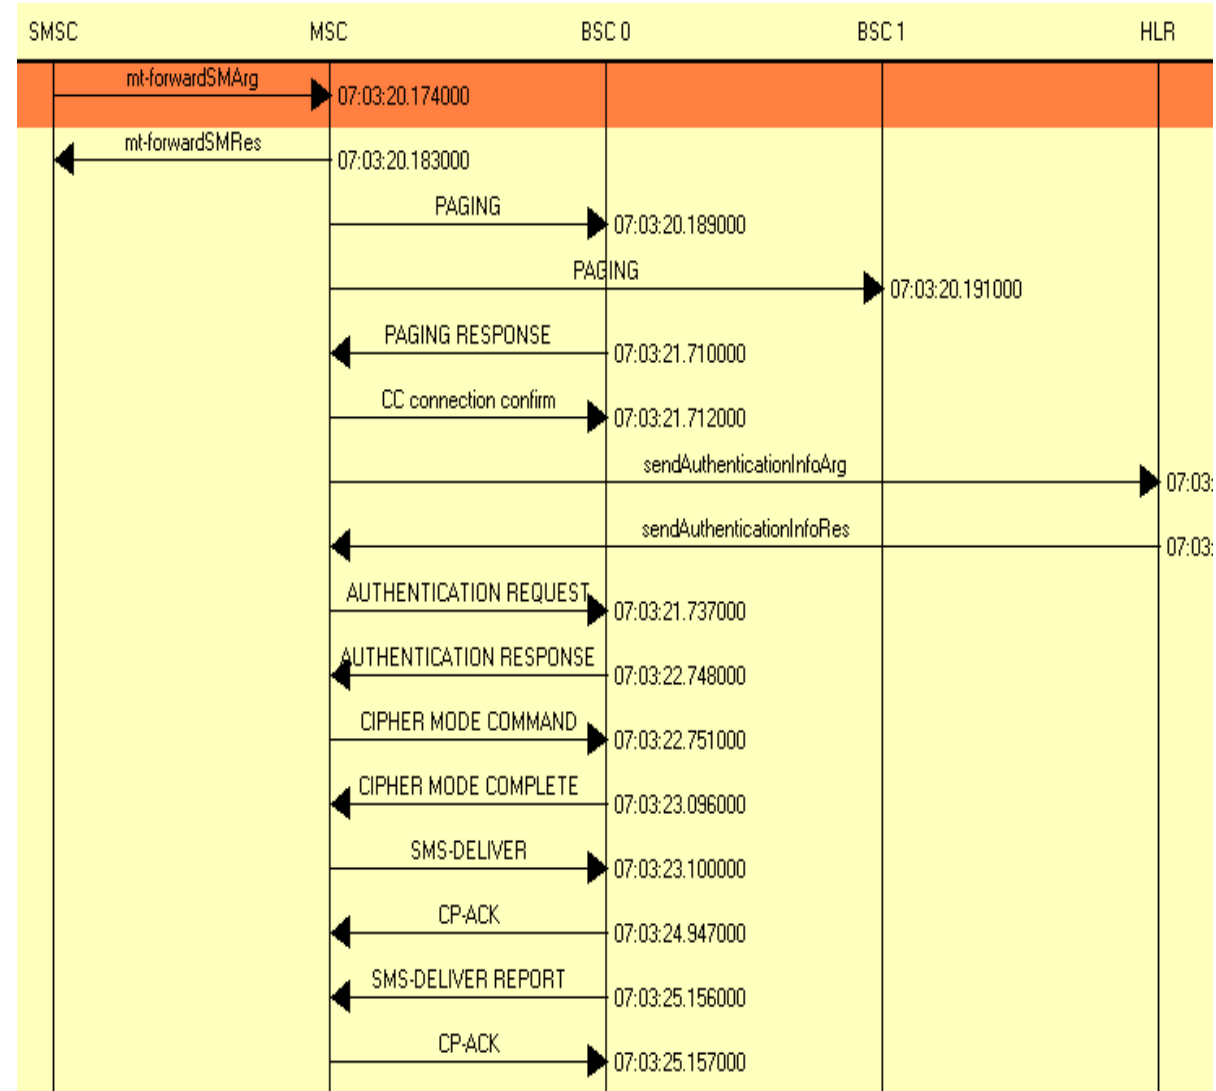 SMSC MSC BSC 0 BSC 1 HLR
mt-forwardSMArg
07:03:20.174000
mt-forwardSMRes
07:03:20.183000
PAGING
07:03:20.189000
PAGING
07:03:20.191000
PAGING RESPONSE
07:03:21.710000
CC connection confirm
07:03:21.712000
sendAuthenticationInfoArg
07:03:
sendAuthenticationInfoRes
07:03:
AUTHENTICATION REQUEST
07:03:21.737000
AUTHENTICATION RESPONSE
07:03:22.748000
CIPHER MODE COMMAND
07:03:22.751000
CIPHER MODE COMPLETE
07:03:23.096000
SMS-DELIVER
07:03:23.100000
CP-ACK
07:03:24.947000
SMS-DELIVER REPORT
07:03:25.156000
CP-ACK
07:03:25.157000